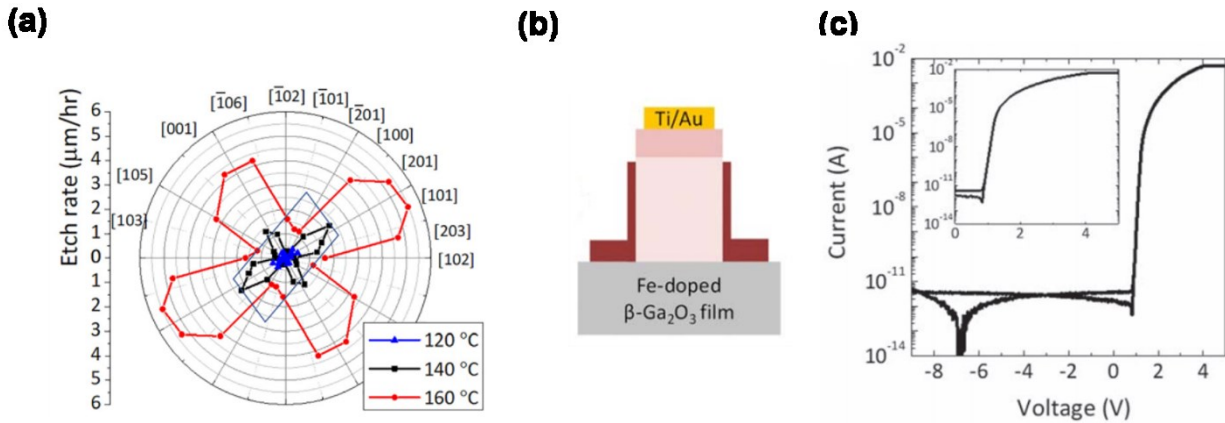 (a)
(b)
(c)
Etch rate (µm/hr)
6
5
4
3
2
1
0
1
2
3
4
5
6
[1̅06]
[1̅02]
[1̅01]
[2̅01]
[001]
[100]
[105]
[201]
[103]
[101]
[203]
[102]
120 °C
140 °C
160 °C
Ti/Au
Fe-doped
β-Ga₂O₃ film
Current (A)
10⁻²
10⁻⁵
10⁻⁸
10⁻¹¹
10⁻¹⁴
10⁻²
10⁻⁵
10⁻⁸
10⁻¹¹
10⁻¹⁴
0 2 4
-8 -6 -4 -2 0 2 4
Voltage (V)